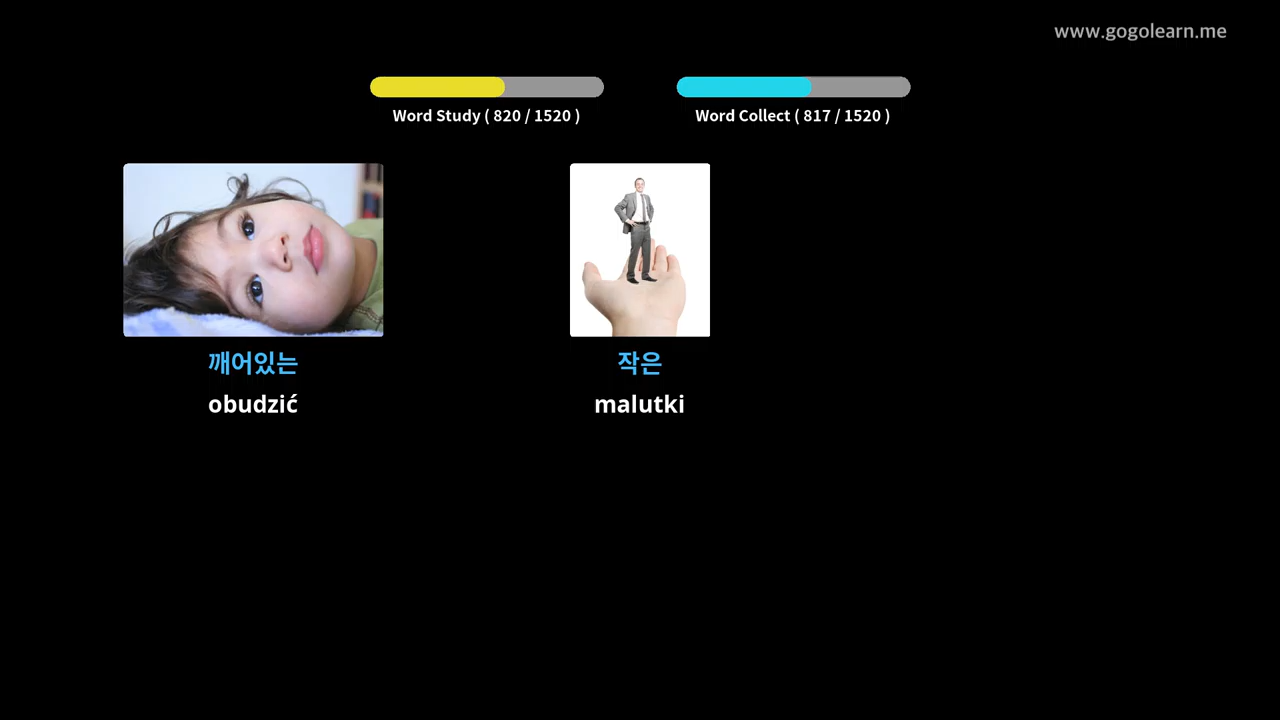 www.gogolearn.me
Word Study ( 820 / 1520 )
Word Collect ( 817 / 1520 )
깨어있는
obudzić
작은
malutki